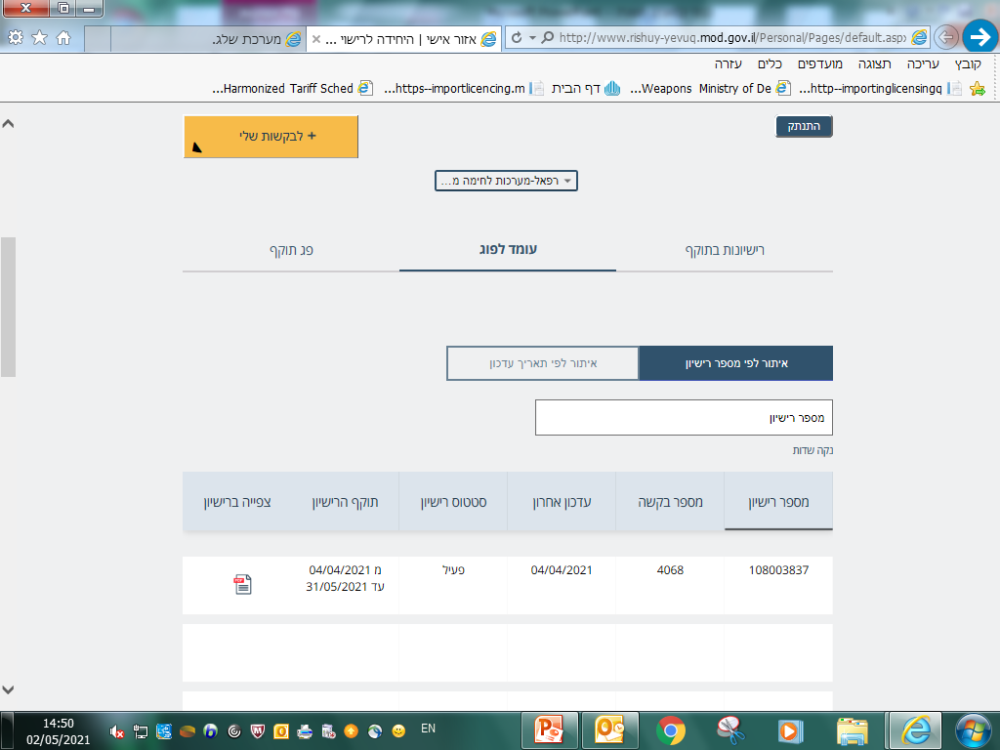 http://www.rishuy-yevuq.mod.gov.il/Personal/Pages/default.aspx
אזור אישי | היחידה לרישוי ...
מערכת שלג.
קובץ עריכה תצוגה מועדפים כלים עזרה
http--importinglicensingq...
Weapons Ministry of De...
דף הבית
https--importlicencing.m...
Harmonized Tariff Sched...
התנתק
+ לבקשות שלי
רפאל-מערכות לחימה מ...
רישיונות בתוקף
עומד לפוג
פג תוקף
איתור לפי מספר רישיון
איתור לפי תאריך עדכון
מספר רישיון
נקה שדות
מספר רישיון מספר בקשה עדכון אחרון סטטוס רישיון תוקף הרישיון צפייה ברישיון
108003837 4068 04/04/2021 פעיל מ 04/04/2021
עד 31/05/2021
EN
14:50
02/05/2021